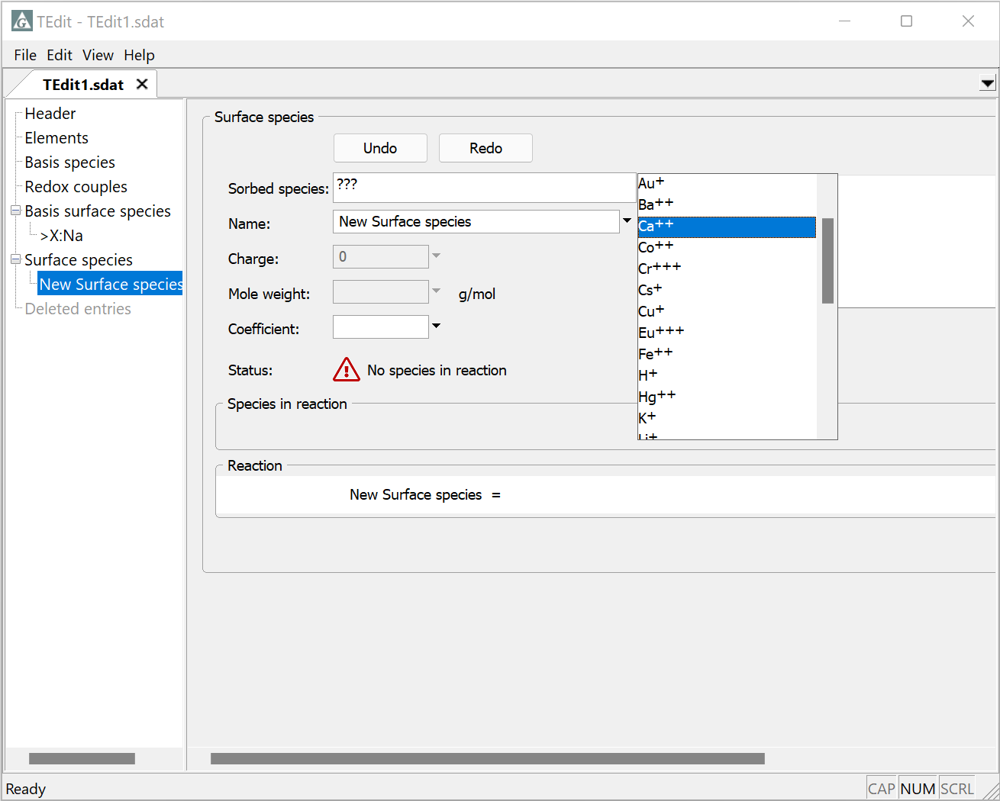 TEdit - TEdit1.sdat
File Edit View Help
TEdit1.sdat
Header
Elements
Basis species
Redox couples
Basis surface species
>X:Na
Surface species
New Surface species
Deleted entries
Surface species
Undo Redo
Sorbed species: ???
Name: New Surface species
Charge: 0
Mole weight: g/mol
Coefficient:
Status: No species in reaction
Au+
Ba++
Ca++
Co++
Cr+++
Cs+
Cu+
Eu+++
Fe++
H+
Hg++
K+
Li+
Species in reaction
Reaction
New Surface species =
Ready
CAP NUM SCRL